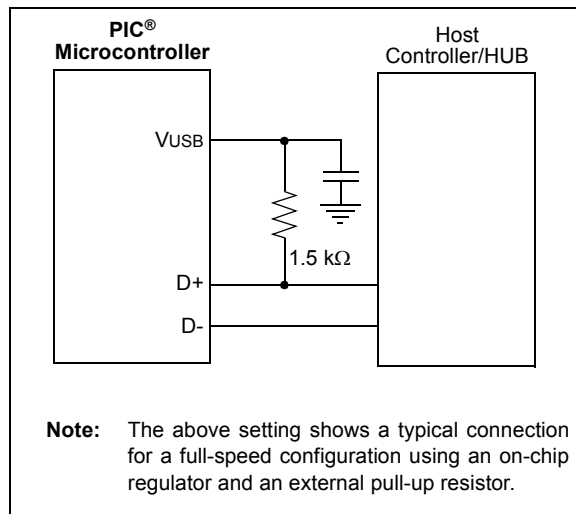 PIC®
Microcontroller
Host
Controller/HUB
VUSB
1.5 kΩ
D+
D-
Note: The above setting shows a typical connection
for a full-speed configuration using an on-chip
regulator and an external pull-up resistor.